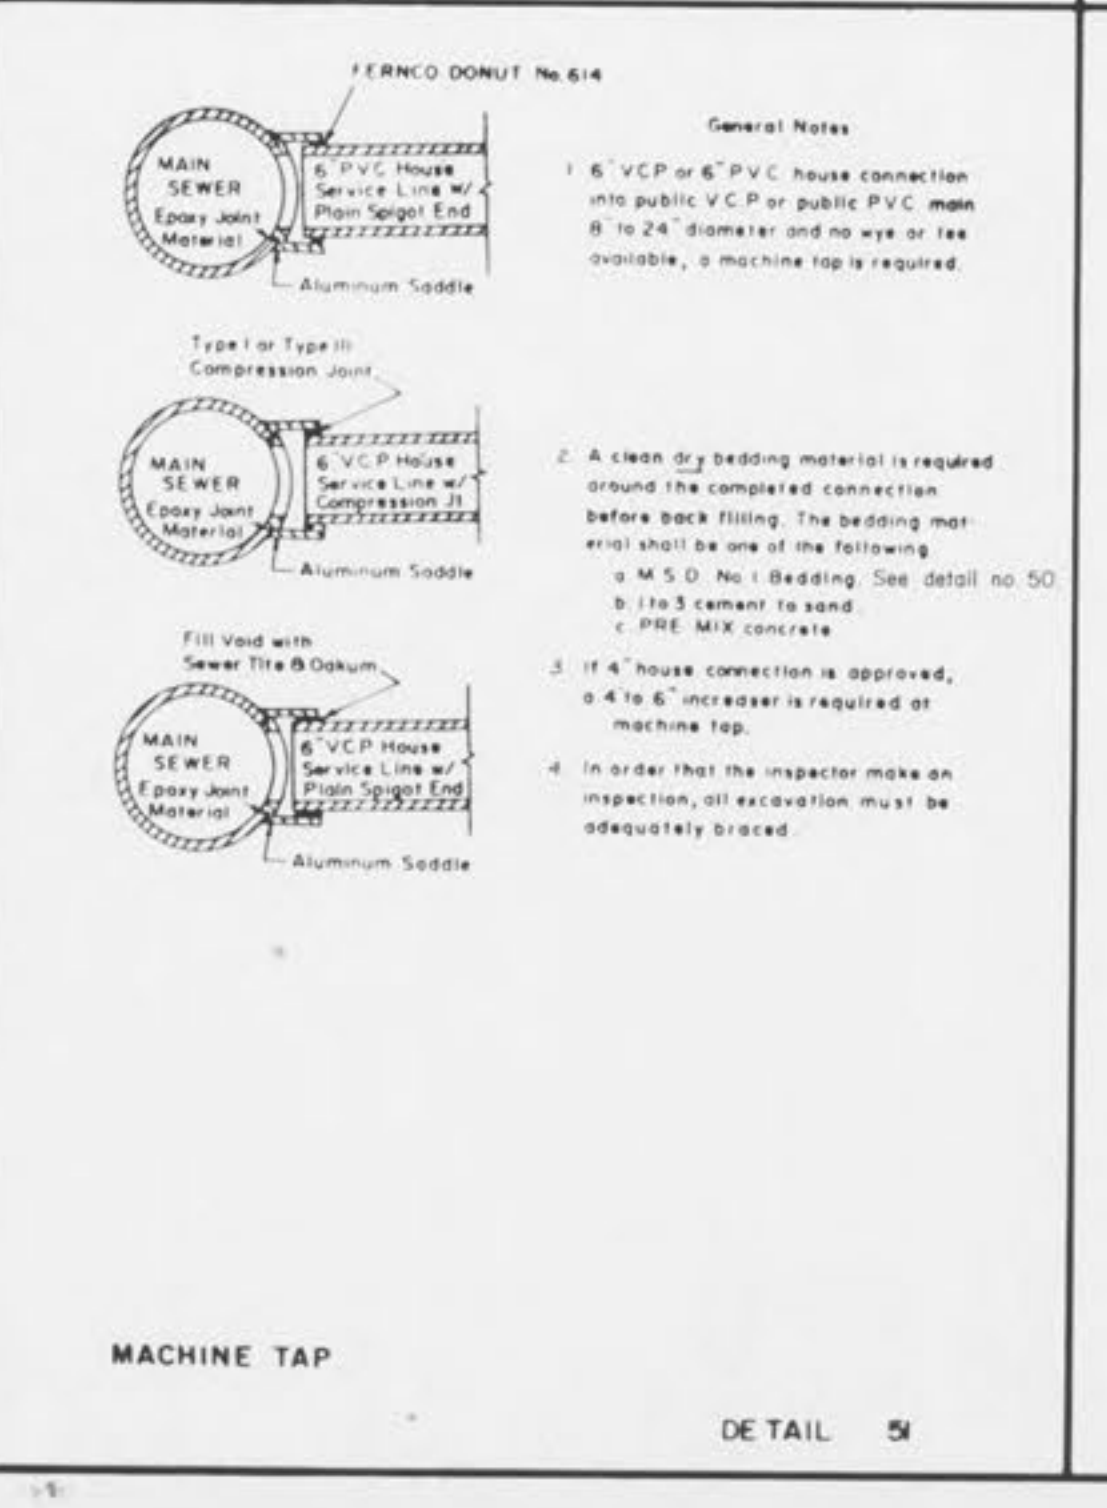 FERNCO DONUT No. 614
MAIN
SEWER
Epoxy Joint
Material
6" PVC House
Service Line w/
Plain Spigot End
Aluminum Saddle
Type I or Type III
Compression Joint
MAIN
SEWER
Epoxy Joint
Material
6" V.C.P. House
Service Line w/
Compression Jt
Aluminum Saddle
Fill Void with
Sewer Tite & Oakum
MAIN
SEWER
Epoxy Joint
Material
6" VCP House
Service Line w/
Plain Spigot End
Aluminum Saddle
General Notes
1. 6" VCP or 6" PVC house connection
into public V.C.P. or public PVC main
8" to 24" diameter and no wye or tee
available, a machine tap is required.
2. A clean dry bedding material is required
around the completed connection
before back filling. The bedding mat-
erial shall be one of the following
a. M.S.D. No. 1 Bedding. See detail no. 50
b. 1 to 3 cement to sand.
c. PRE MIX concrete
3. If 4" house connection is approved,
a 4 to 6" increaser is required at
machine tap.
4. In order that the inspector make an
inspection, all excavation must be
adequately braced.
MACHINE TAP
DETAIL 51